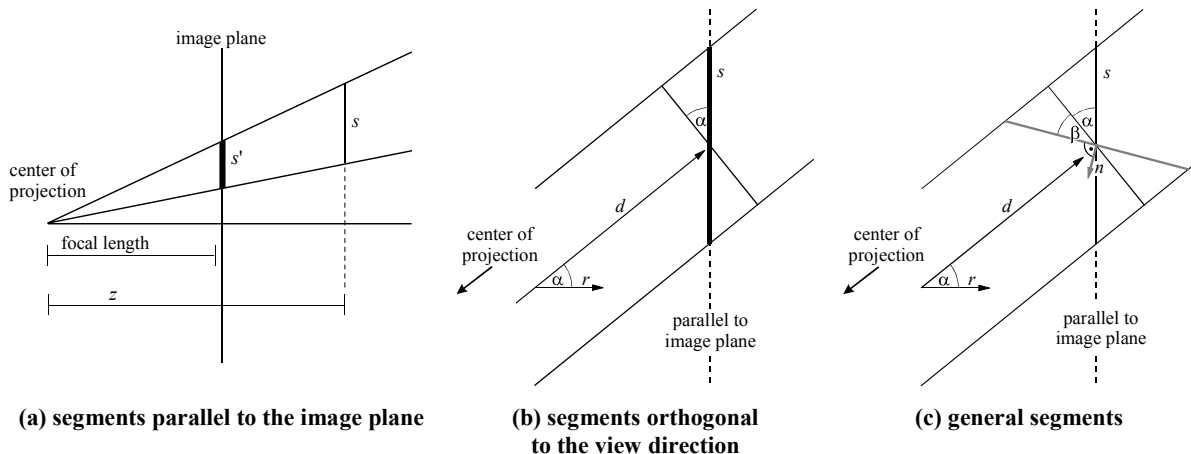 image plane
s
s'
center of
projection
focal length
z
(a) segments parallel to the image plane
s
α
d
center of
projection
α
r
parallel to
image plane
(b) segments orthogonal
to the view direction
s
α
β
n
d
center of
projection
α
r
parallel to
image plane
(c) general segments